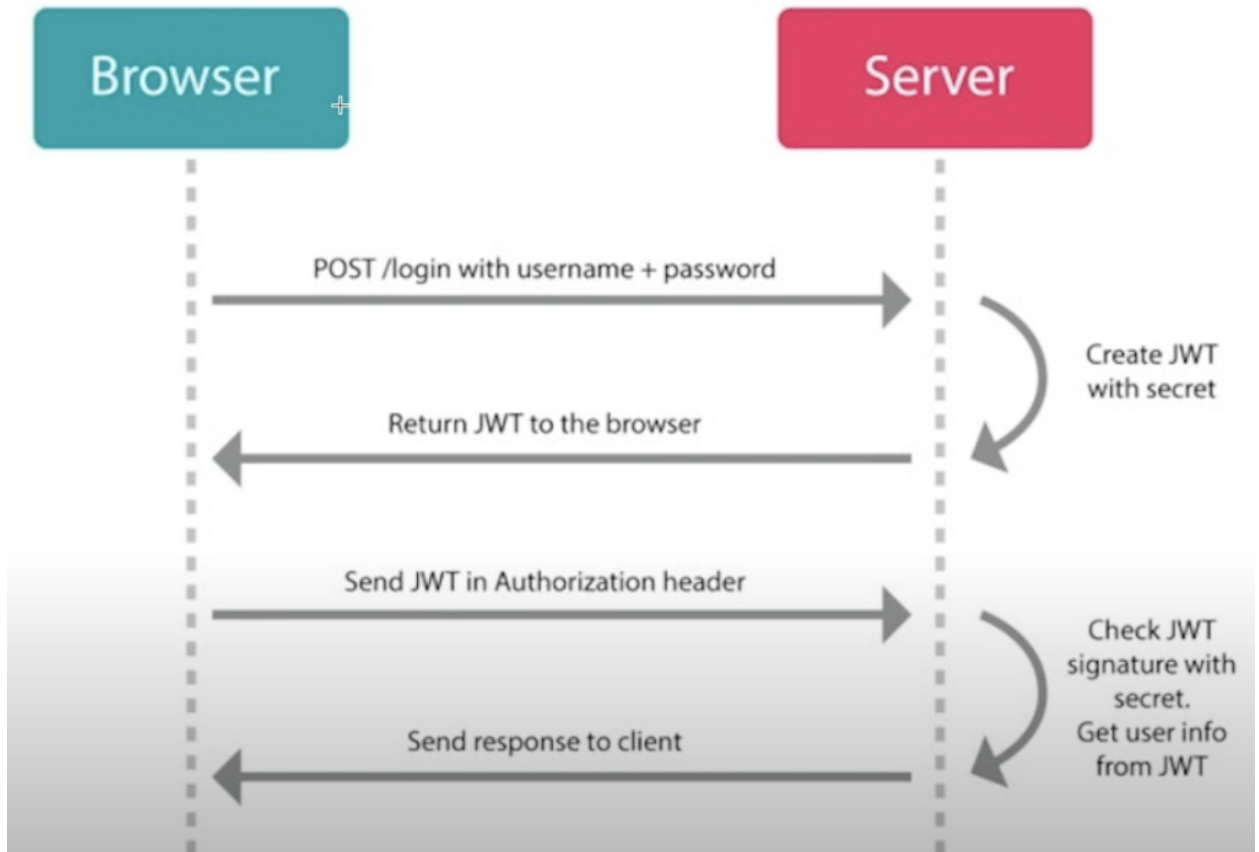 Browser
Server
POST /login with username + password
Create JWT
with secret
Return JWT to the browser
Send JWT in Authorization header
Check JWT
signature with
secret.
Get user info
from JWT
Send response to client